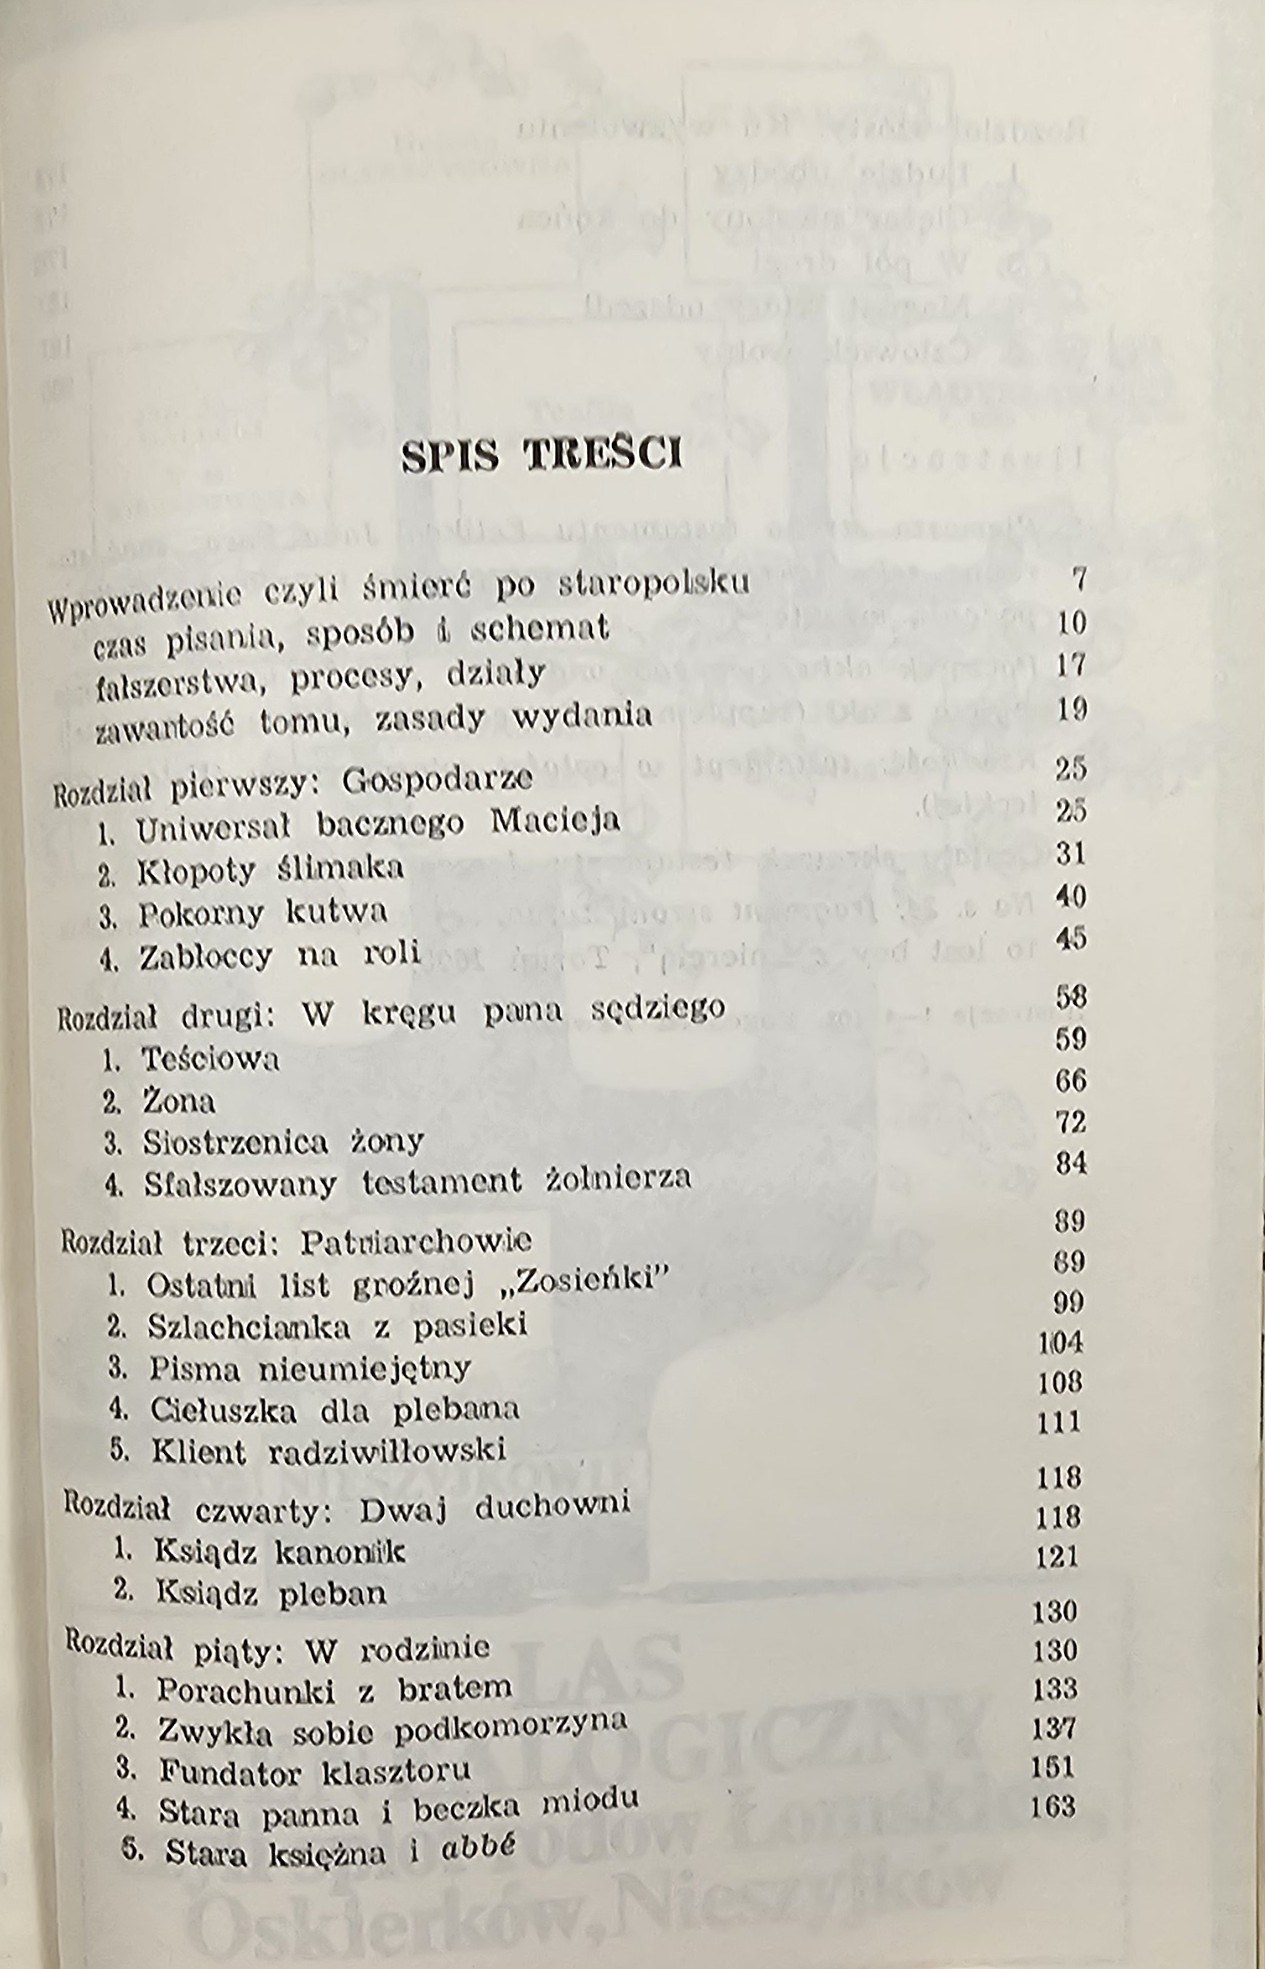 SPIS TREŚCI
Wprowadzenie czyli śmierć po staropolsku 7
czas pisania, sposób i schemat 10
fałszerstwa, procesy, działy 17
zawartość tomu, zasady wydania 19
Rozdział pierwszy: Gospodarze 25
1. Uniwersał bacznego Macieja 25
2. Kłopoty ślimaka 31
3. Pokorny kutwa 40
4. Zabłoccy na roli 45
Rozdział drugi: W kręgu pana sędziego 58
1. Teściowa 59
2. Żona 66
3. Siostrzenica żony 72
4. Sfałszowany testament żołnierza 84
Rozdział trzeci: Patriarchowie 89
1. Ostatni list groźnej „Zosieńki” 89
2. Szlachcianka z pasieki 99
3. Pisma nieumiejętny 104
4. Ciełuszka dla plebana 108
5. Klient radziwiłłowski 111
Rozdział czwarty: Dwaj duchowni 118
1. Ksiądz kanonik 118
2. Ksiądz pleban 121
Rozdział piąty: W rodzinie 130
1. Porachunki z bratem 130
2. Zwykła sobie podkomorzyna 133
3. Fundator klasztoru 137
4. Stara panna i beczka miodu 151
5. Stara księżna i abbé 163